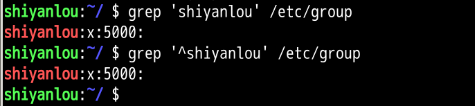 shiyanlou:~/ $ grep 'shiyanlou' /etc/group
shiyanlou:x:5000:
shiyanlou:~/ $ grep '^shiyanlou' /etc/group
shiyanlou:x:5000:
shiyanlou:~/ $